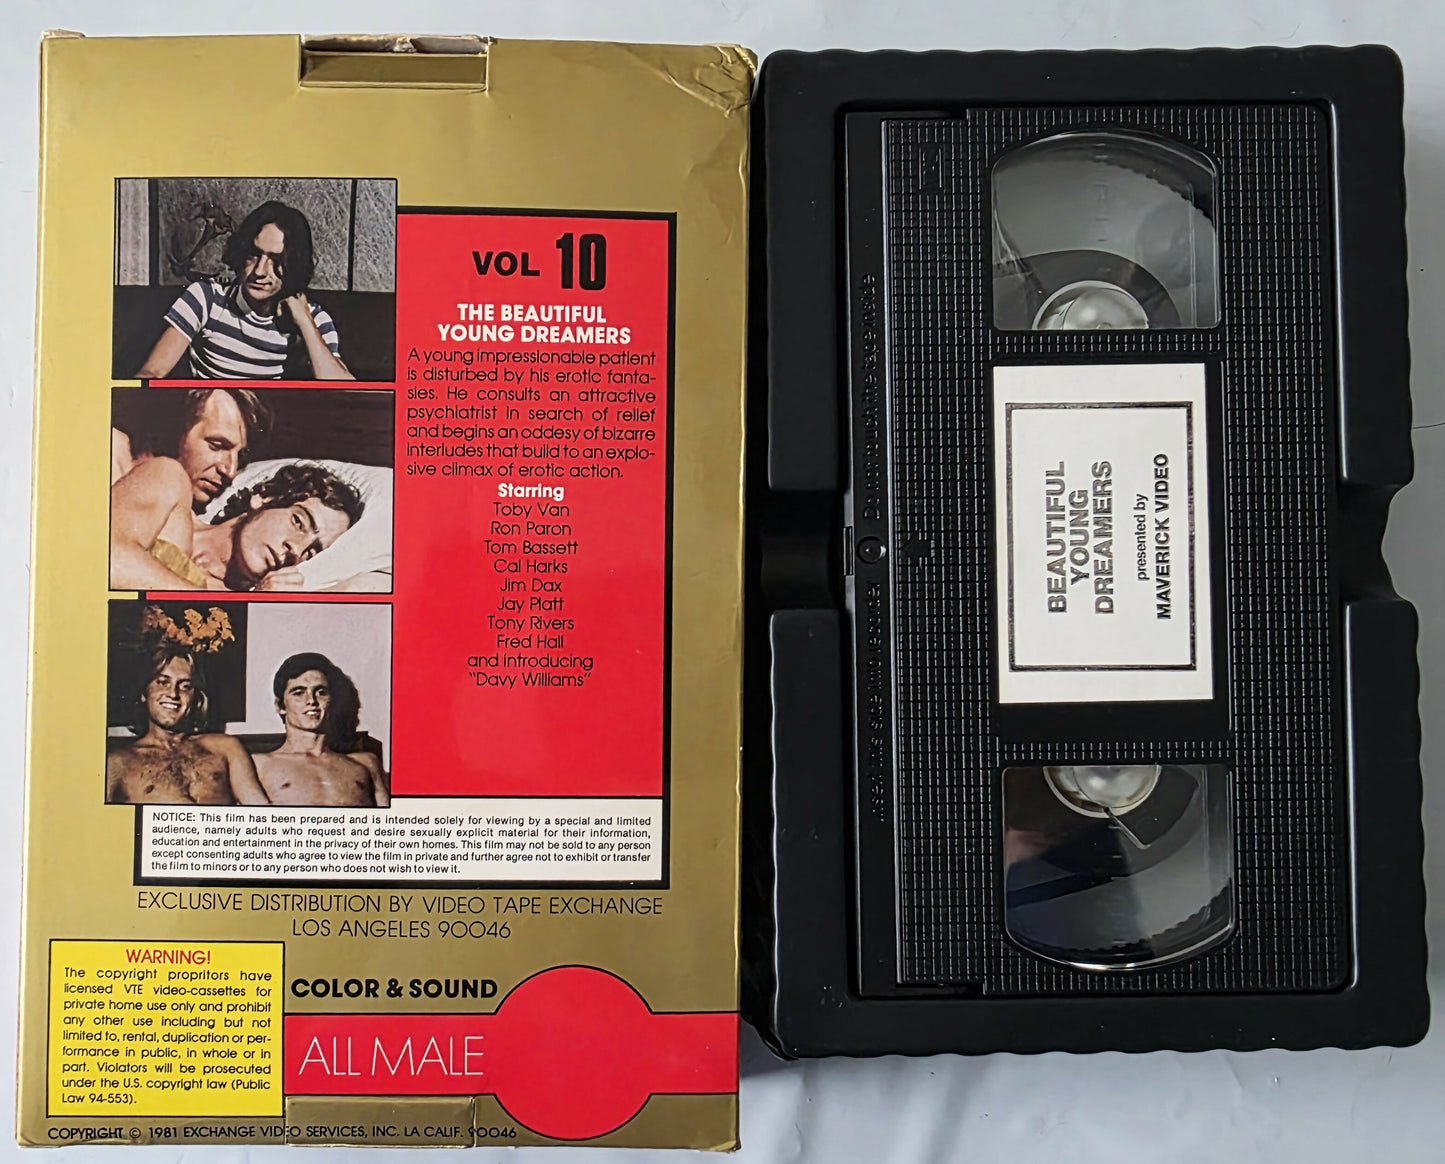 VOL 10
THE BEAUTIFUL
YOUNG DREAMERS
A young impressionable patient
is disturbed by his erotic fanta-
sies. He consults an attractive
psychiatrist in search of relief
and begins an oddesy of bizarre
interludes that build to an explo-
sive climax of erotic action.
Starring
Toby Van
Ron Paron
Tom Bassett
Cal Harks
Jim Dax
Jay Platt
Tony Rivers
Fred Hall
and introducing
"Davy Williams"
NOTICE: This film has been prepared and is intended solely for viewing by a special and limited
audience, namely adults who request and desire sexually explicit material for their information,
education and entertainment in the privacy of their own homes. This film may not be sold to any person
except consenting adults who agree to view the film in private and further agree not to exhibit or transfer
the film to minors or to any person who does not wish to view it.
EXCLUSIVE DISTRIBUTION BY VIDEO TAPE EXCHANGE
LOS ANGELES 90046
WARNING!
The copyright propritors have
licensed VTE video-cassettes for
private home use only and prohibit
any other use including but not
limited to, rental, duplication or per-
formance in public, in whole or in
part. Violators will be prosecuted
under the U.S. copyright law (Public
Law 94-553).
COLOR & SOUND
ALL MALE
COPYRIGHT © 1981 EXCHANGE VIDEO SERVICES, INC. LA CALIF. 90046
Insert this side into recorder
Do not touch the tape inside
BEAUTIFUL
YOUNG
DREAMERS
presented by
MAVERICK VIDEO